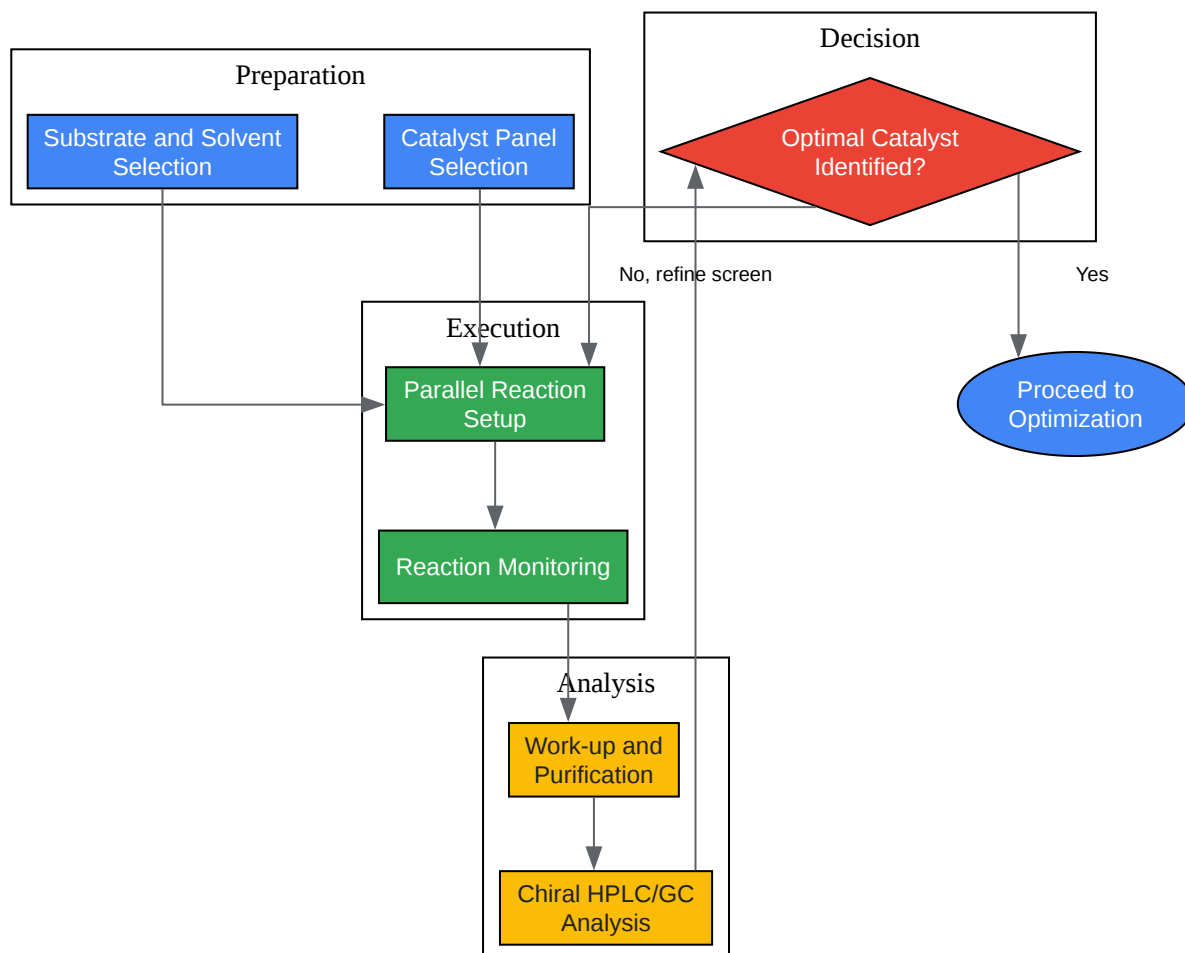 Preparation
Substrate and Solvent
Selection
Catalyst Panel
Selection
Decision
Optimal Catalyst
Identified?
No, refine screen
Yes
Execution
Parallel Reaction
Setup
Proceed to
Optimization
Reaction Monitoring
Analysis
Work-up and
Purification
Chiral HPLC/GC
Analysis